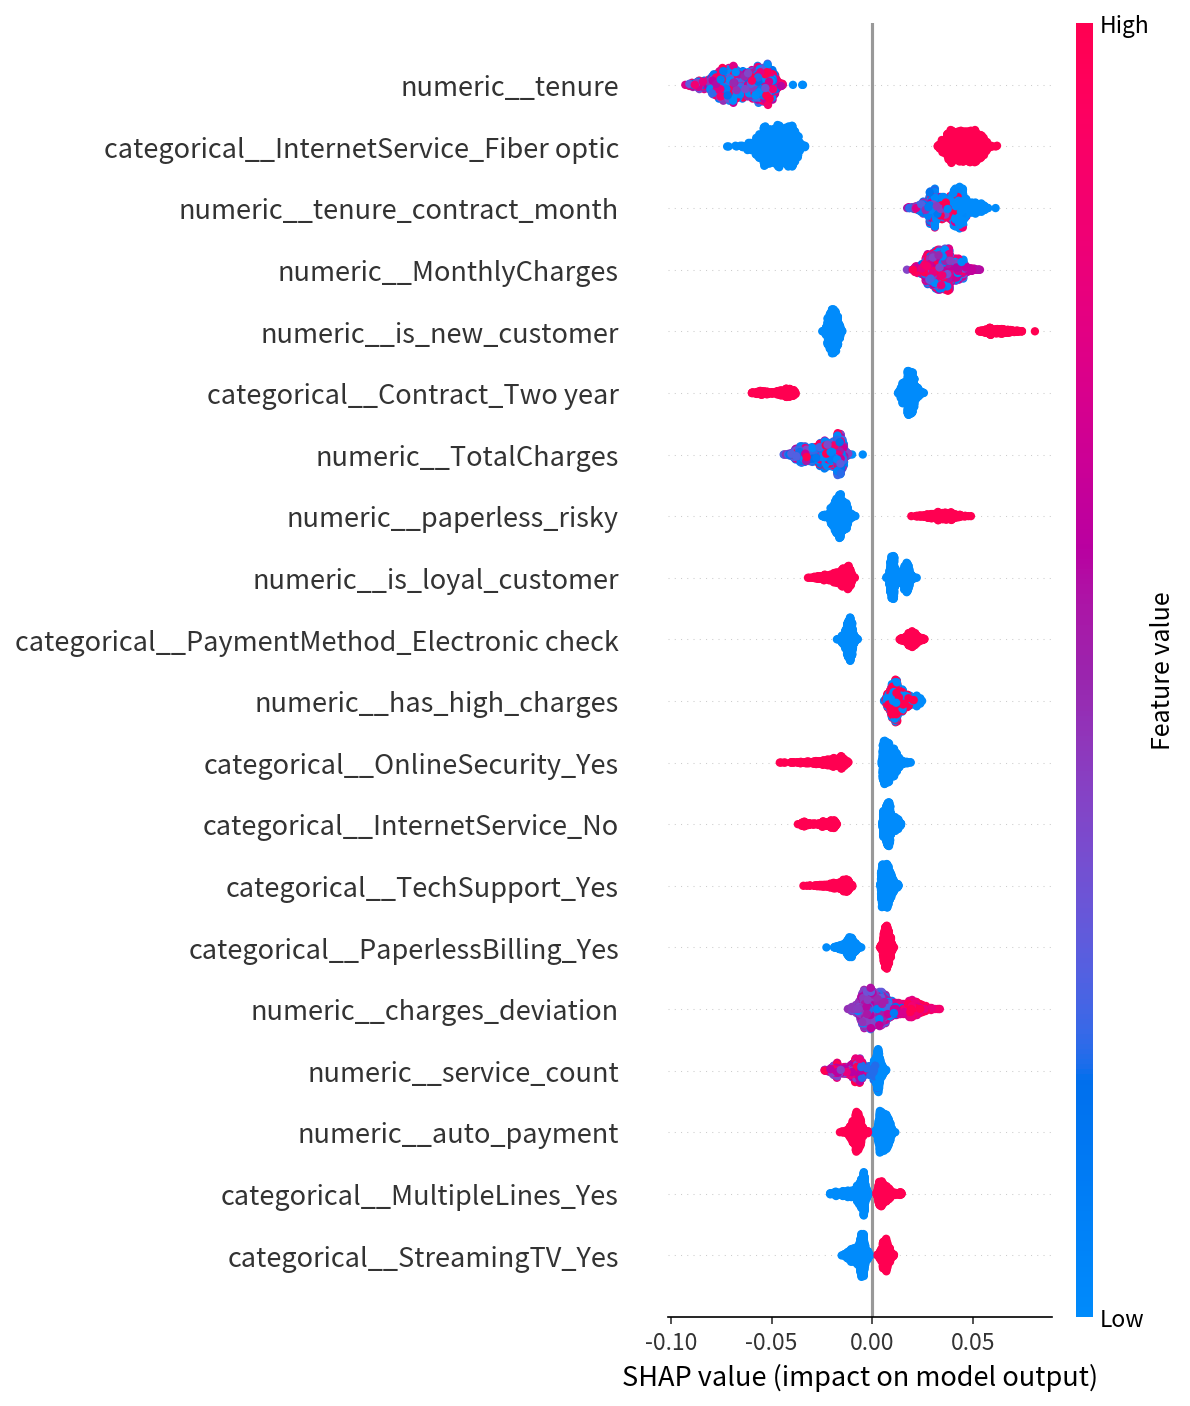 High
numeric__tenure
categorical__InternetService_Fiber optic
numeric__tenure_contract_month
numeric__MonthlyCharges
numeric__is_new_customer
categorical__Contract_Two year
numeric__TotalCharges
numeric__paperless_risky
numeric__is_loyal_customer
categorical__PaymentMethod_Electronic check
numeric__has_high_charges
categorical__OnlineSecurity_Yes
categorical__InternetService_No
categorical__TechSupport_Yes
categorical__PaperlessBilling_Yes
numeric__charges_deviation
numeric__service_count
numeric__auto_payment
categorical__MultipleLines_Yes
categorical__StreamingTV_Yes
Feature value
Low
-0.10 -0.05 0.00 0.05
SHAP value (impact on model output)